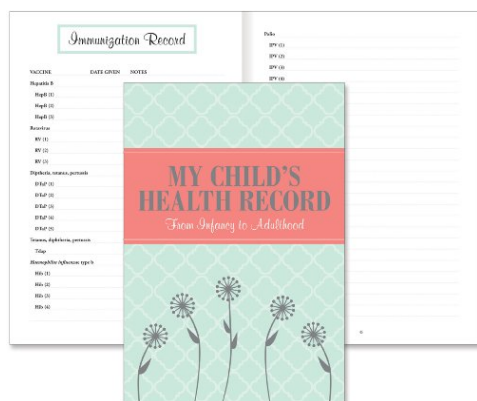 Immunization Record
VACCINE DATE GIVEN NOTES
Hepatitis B
HepB (1)
HepB (2)
HepB (3)
Rotavirus
RV (1)
RV (2)
RV (3)
Diptheria, tetanus, pertussis
DTaP (1)
DTaP (2)
DTaP (3)
DTaP (4)
DTaP (5)
Tetanus, diphtheria, pertussis
Tdap
Haemophilus influenzae type b
Hib (1)
Hib (2)
Hib (3)
Hib (4)
Polio
IPV (1)
IPV (2)
IPV (3)
IPV (4)
MY CHILD'S
HEALTH RECORD
From Infancy to Adulthood